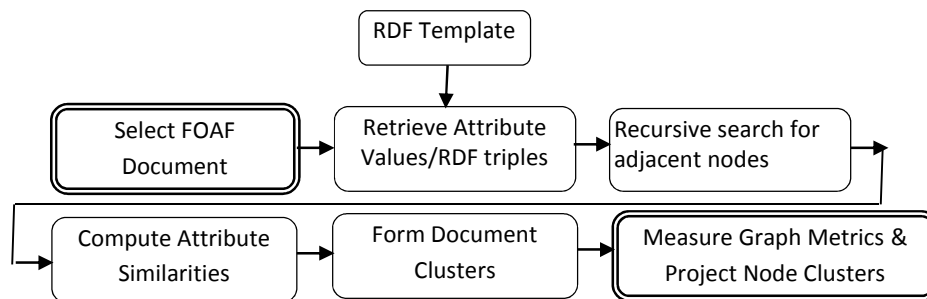 RDF Template
Select FOAF
Document
Retrieve Attribute
Values/RDF triples
Recursive search for
adjacent nodes
Compute Attribute
Similarities
Form Document
Clusters
Measure Graph Metrics &
Project Node Clusters